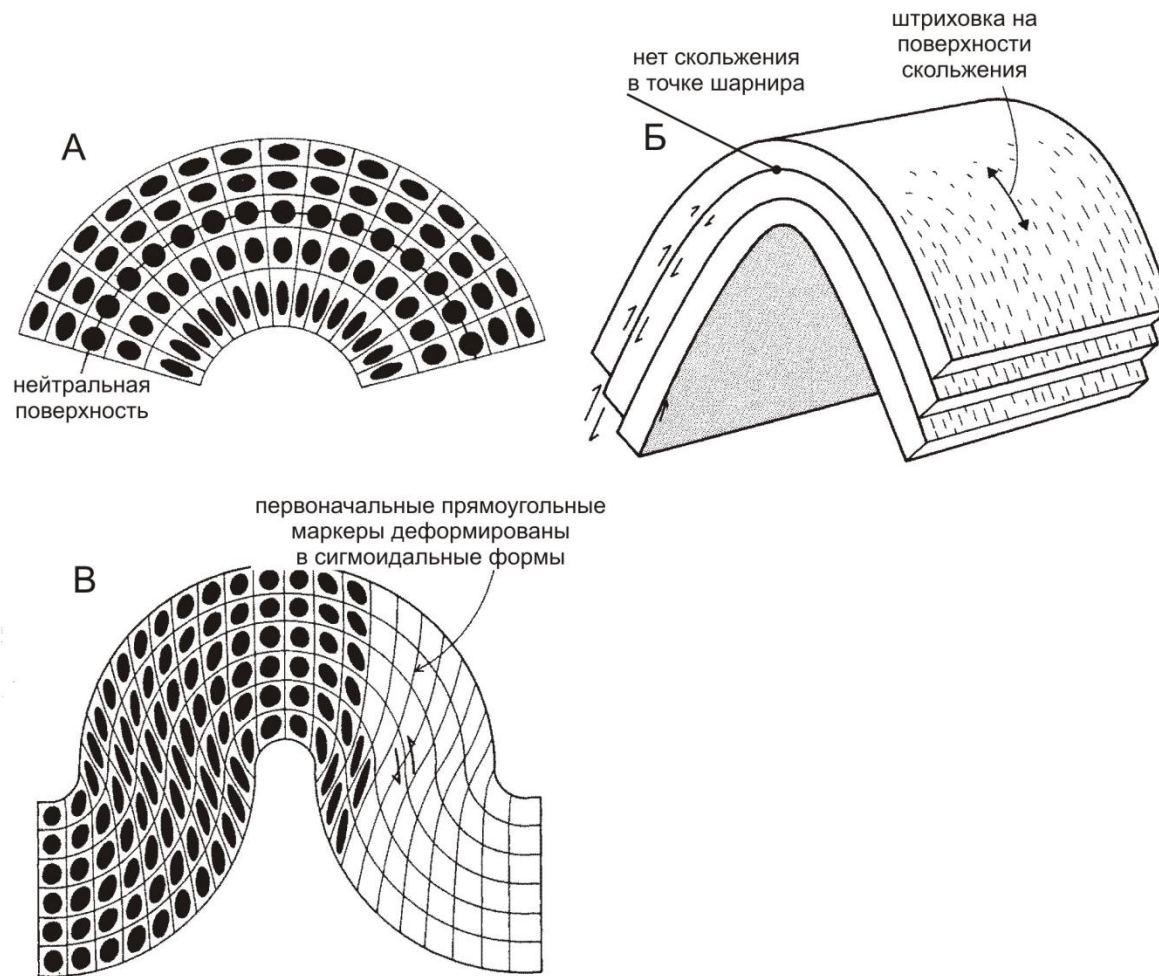 А
нейтральная
поверхность
нет скольжения
в точке шарнира
штриховка на
поверхности
скольжения
Б
первоначальные прямоугольные
маркеры деформированы
в сигмоидальные формы
В